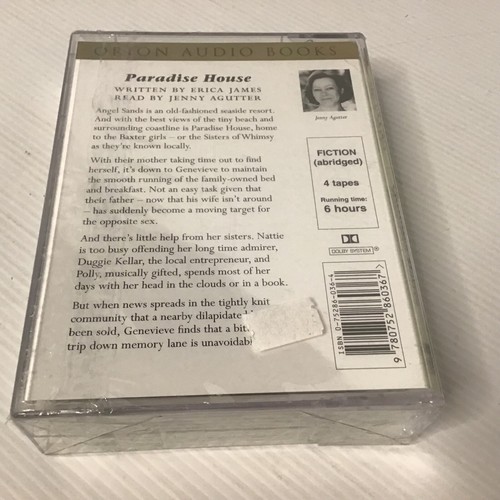 ORION AUDIO BOOKS
Paradise House
WRITTEN BY ERICA JAMES
READ BY JENNY AGUTTER
Angel Sands is an old-fashioned seaside resort.
And with the best views of the tiny beach and
surrounding coastline is Paradise House, home
to the Baxter girls – or the Sisters of Whimsy
as they're known locally.
With their mother taking time out to find
herself, it's down to Genevieve to maintain
the smooth running of the family-owned bed
and breakfast. Not an easy task given that
their father – now that his wife isn't around
– has suddenly become a moving target for
the opposite sex.
And there's little help from her sisters. Nattie
is too busy offending her long time admirer,
Duggie Kellar, the local entrepreneur, and
Polly, musically gifted, spends most of her
days with her head in the clouds or in a book.
But when news spreads in the tightly knit
community that a nearby dilapidate
been sold, Genevieve finds that a bit
trip down memory lane is unavoidab
Jenny Agutter
FICTION
(abridged)
4 tapes
Running time:
6 hours
DOLBY SYSTEM®
ISBN 0-75286-036-4
9 780752 860367 >